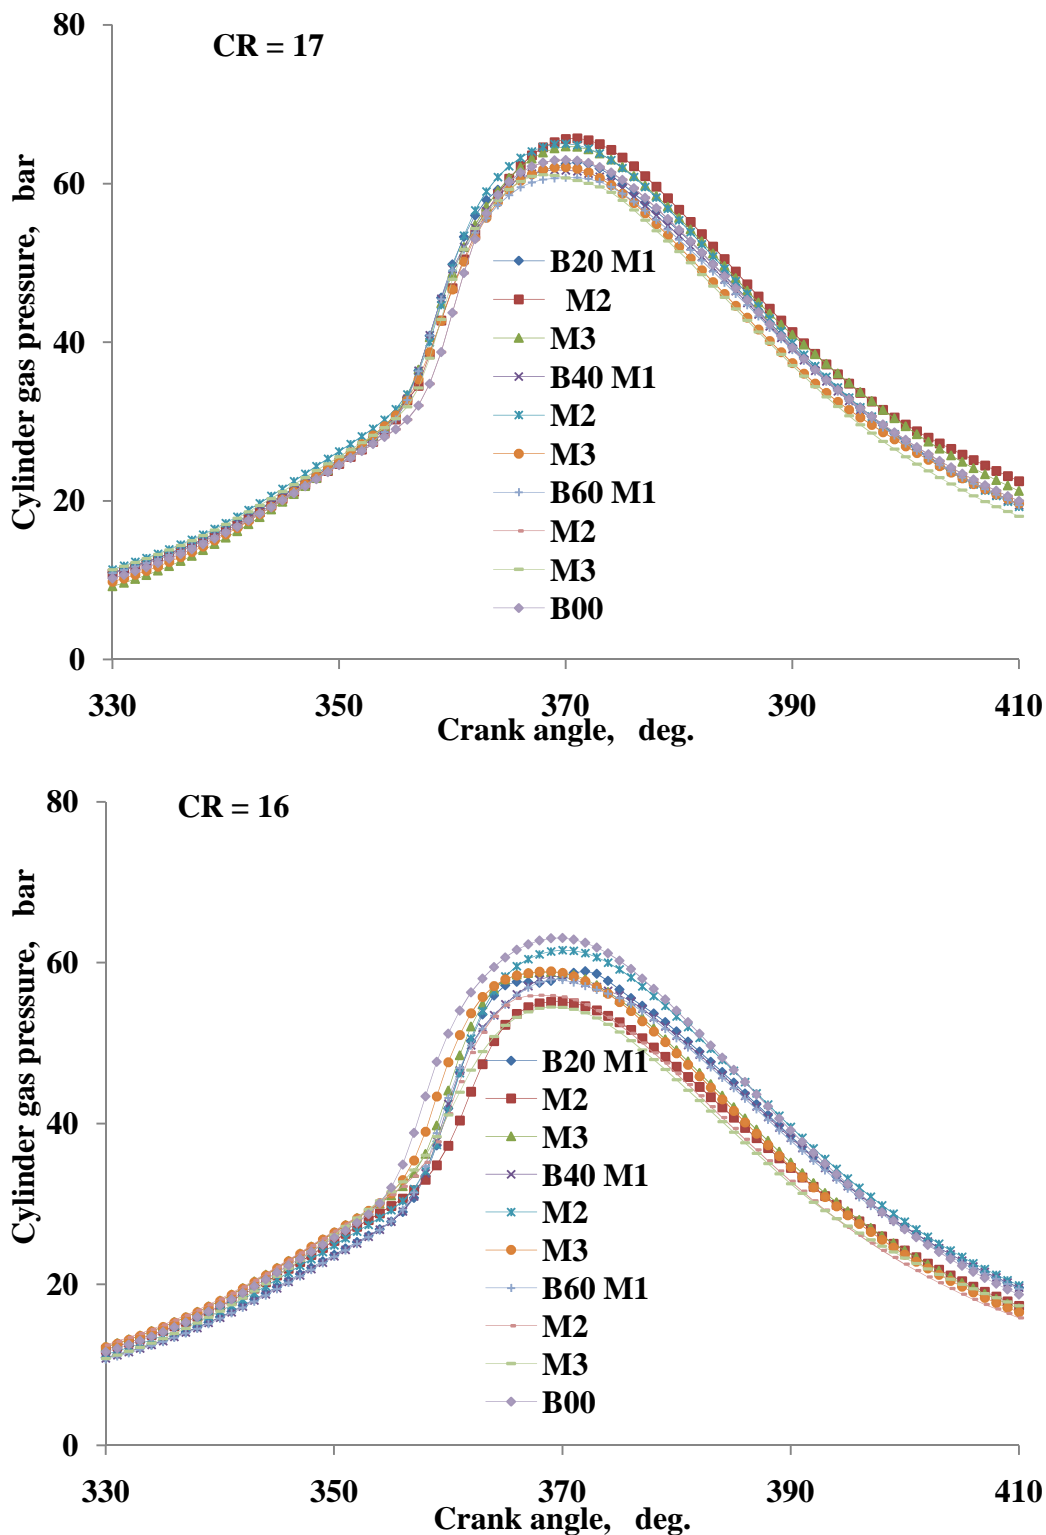 80
CR = 17
60
B20 M1
M2
M3
40
B40 M1
M2
M3
B60 M1
20
M2
M3
B00
0
330 350 370 390 410
Crank angle, deg.
Cylinder gas pressure, bar
80
CR = 16
60
B20 M1
M2
40
M3
B40 M1
M2
M3
20
B60 M1
M2
M3
B00
0
330 350 370 390 410
Crank angle, deg.
Cylinder gas pressure, bar